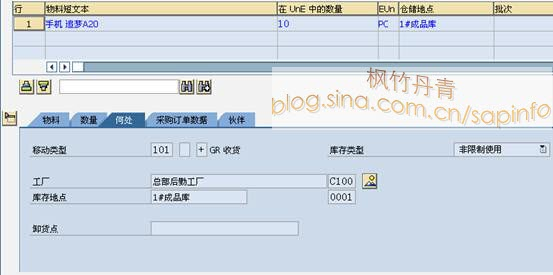 行 物料短文本 在 UnE 中的数量 EUn 仓储地点 批次
1 手机 追梦A20 10 PC 1#成品库
枫竹丹青
blog.sina.com.cn/sapinfo
物料 数量 何处 采购订单数据 伙伴
移动类型 101 + GR 收货 库存类型 非限制使用
工厂 总部后勤工厂 C100
库存地点 1#成品库 0001
卸货点